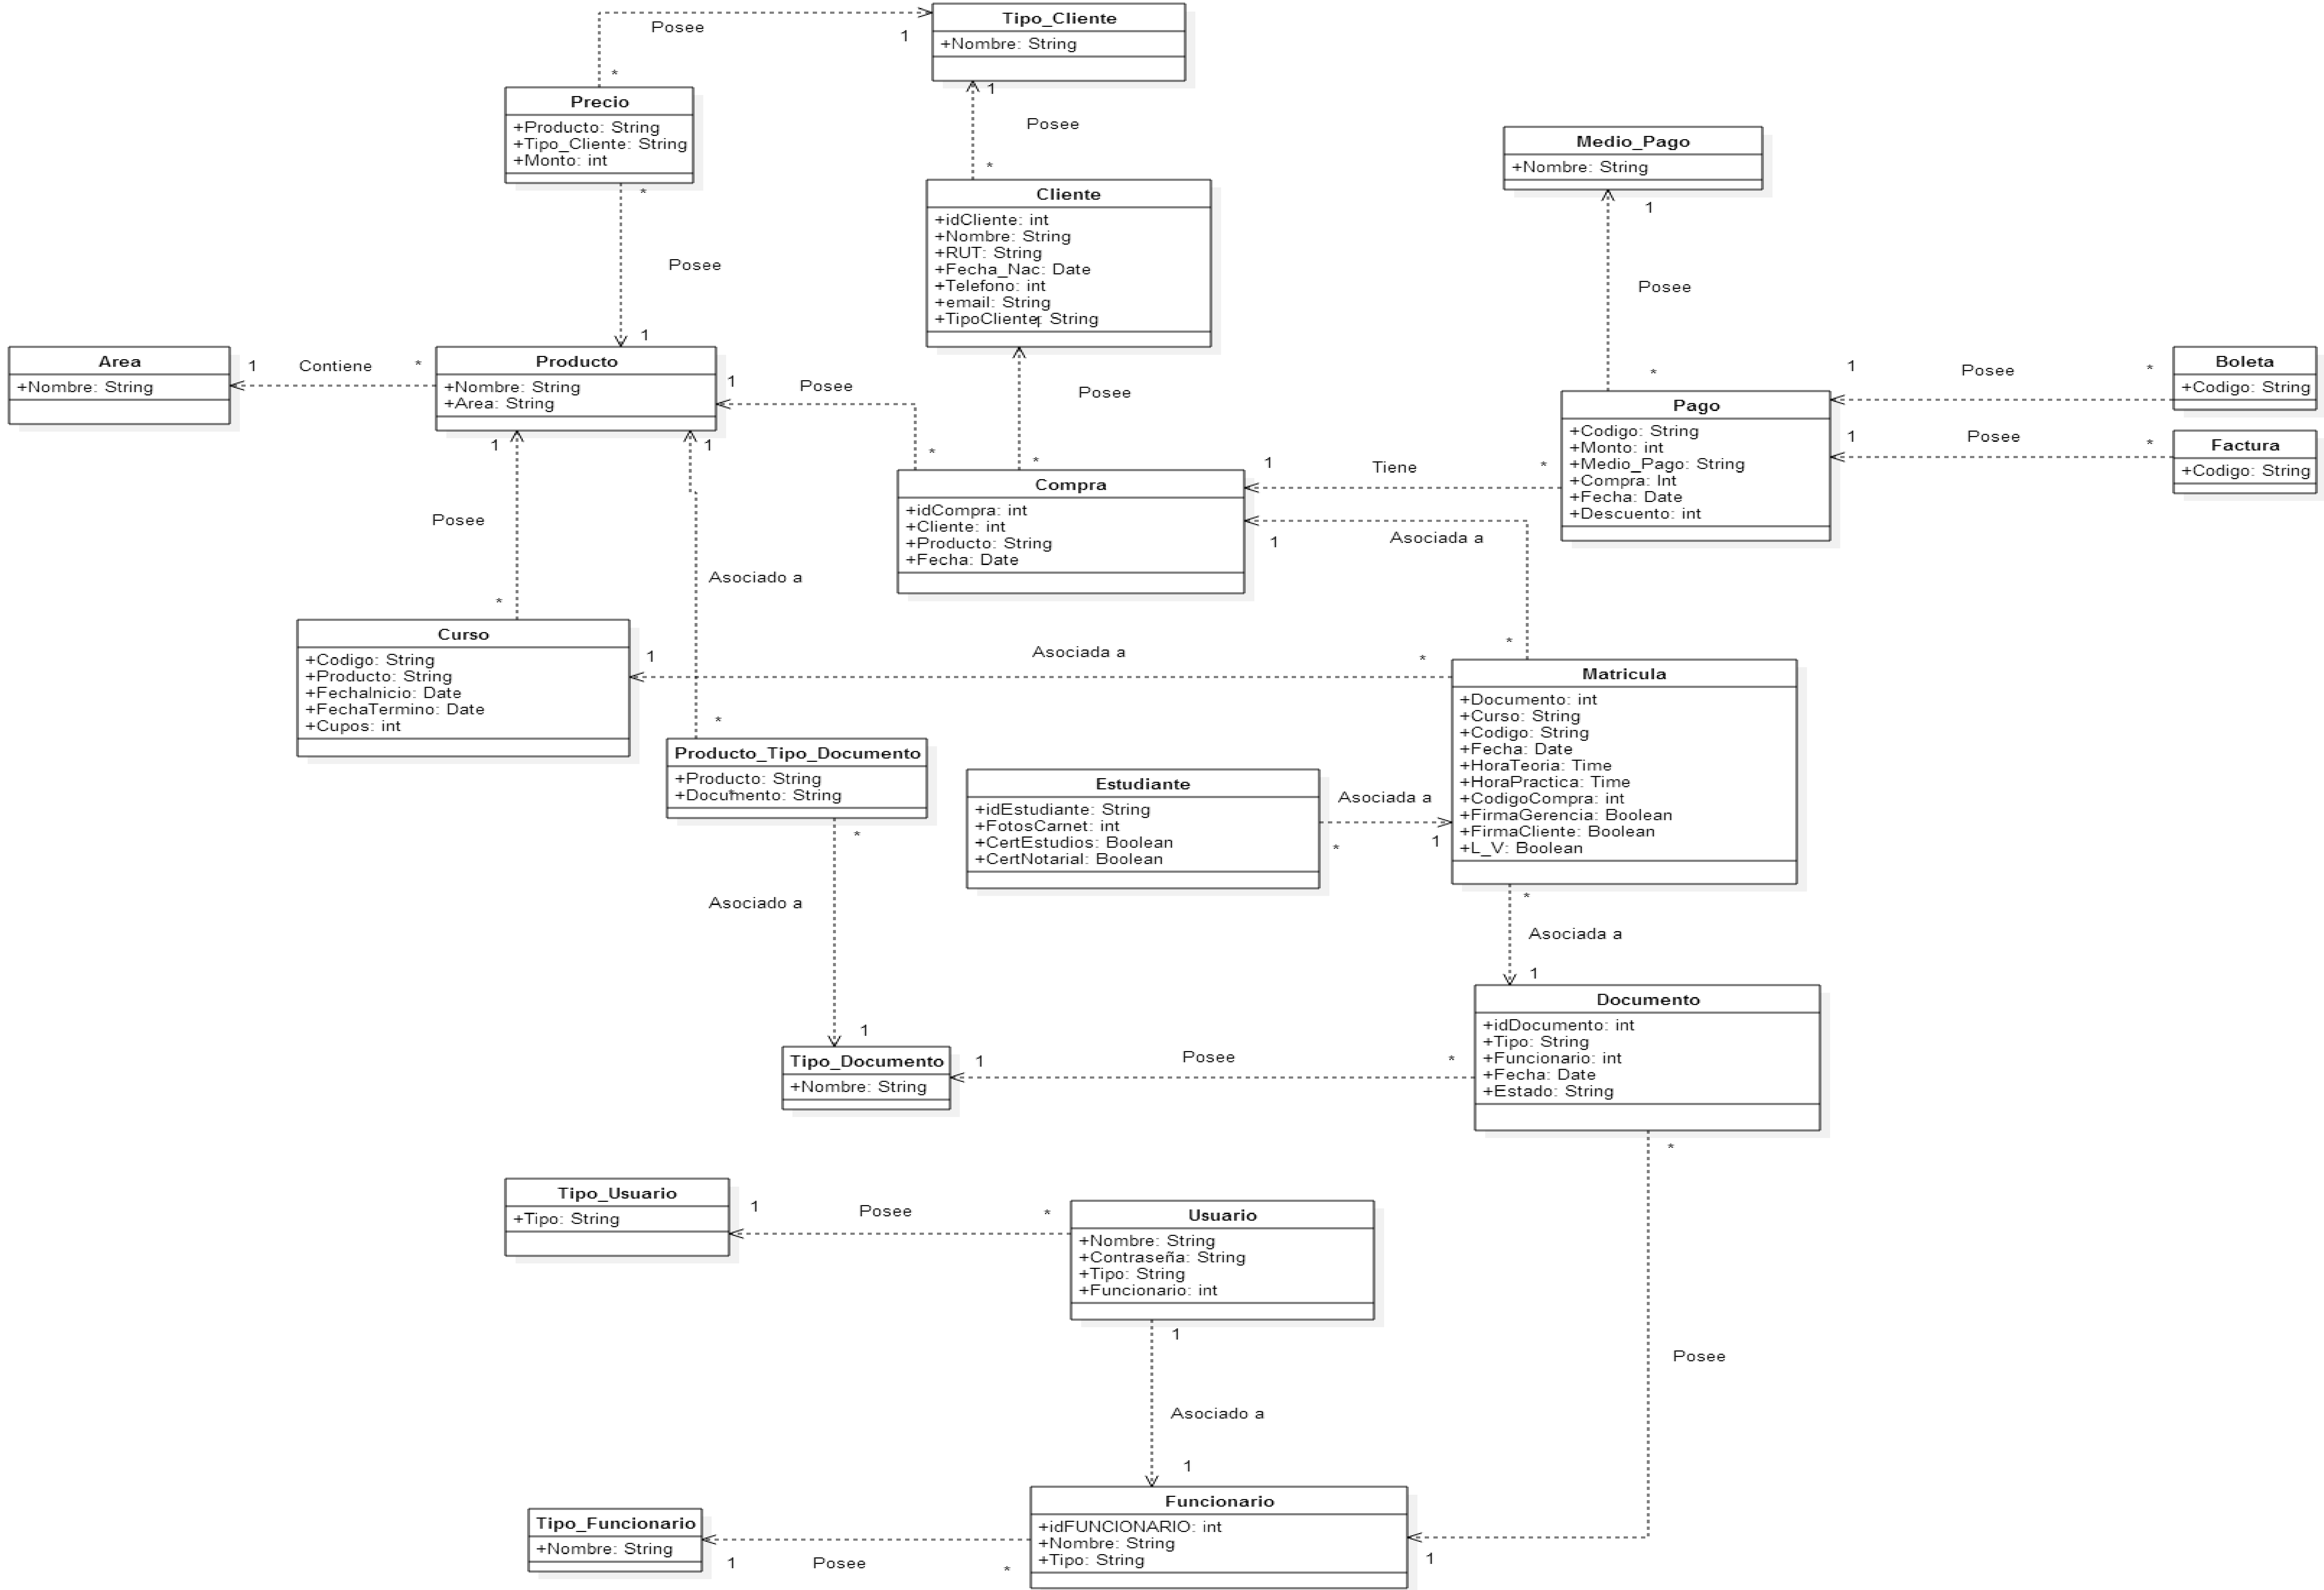 Tipo_Cliente
+Nombre: String
Posee
1
*
1
Precio
+Producto: String
+Tipo_Cliente: String
+Monto: int
*
Posee
1
Posee
*
Cliente
+idCliente: int
+Nombre: String
+RUT: String
+Fecha_Nac: Date
+Telefono: int
+email: String
+TipoCliente: String
Medio_Pago
+Nombre: String
1
Posee
*
Area
+Nombre: String
1
Contiene
*
Producto
+Nombre: String
+Area: String
1
Posee
*
Posee
*
Pago
+Codigo: String
+Monto: int
+Medio_Pago: String
+Compra: Int
+Fecha: Date
+Descuento: int
1
Posee
*
Boleta
+Codigo: String
1
Posee
*
Factura
+Codigo: String
1
1
Posee
*
Asociado a
*
Compra
+idCompra: int
+Cliente: int
+Producto: String
+Fecha: Date
1
Tiene
*
1
Asociada a
*
Curso
+Codigo: String
+Producto: String
+FechaInicio: Date
+FechaTermino: Date
+Cupos: int
1
Asociada a
*
Matricula
+Documento: int
+Curso: String
+Codigo: String
+Fecha: Date
+HoraTeoria: Time
+HoraPractica: Time
+CodigoCompra: int
+FirmaGerencia: Boolean
+FirmaCliente: Boolean
+L_V: Boolean
Producto_Tipo_Documento
+Producto: String
+Documento: String
*
Asociado a
1
Estudiante
+idEstudiante: String
+FotosCarnet: int
+CertEstudios: Boolean
+CertNotarial: Boolean
Asociada a
*
1
*
Asociada a
1
Documento
+idDocumento: int
+Tipo: String
+Funcionario: int
+Fecha: Date
+Estado: String
Tipo_Documento
+Nombre: String
1
Posee
*
*
Posee
1
Tipo_Usuario
+Tipo: String
1
Posee
*
Usuario
+Nombre: String
+Contraseña: String
+Tipo: String
+Funcionario: int
1
Asociado a
1
Funcionario
+idFUNCIONARIO: int
+Nombre: String
+Tipo: String
Tipo_Funcionario
+Nombre: String
1
Posee
*